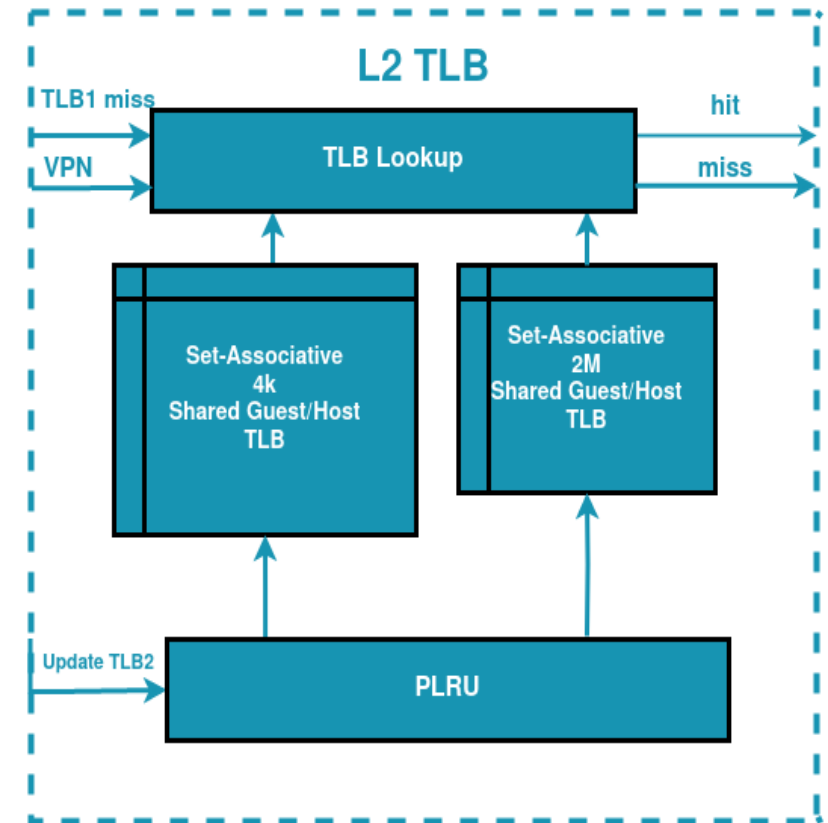 L2 TLB
TLB1 miss
hit
TLB Lookup
VPN
miss
Set-Associative
4k
Shared Guest/Host
TLB
Set-Associative
2M
Shared Guest/Host
TLB
Update TLB2
PLRU